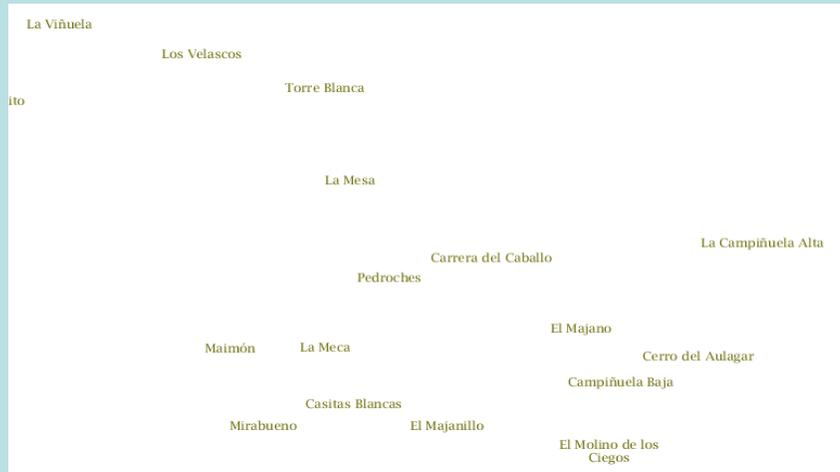 La Viñuela
Los Velascos
Torre Blanca
ito
La Mesa
La Campiñuela Alta
Carrera del Caballo
Pedroches
El Majano
Maimón
La Meca
Cerro del Aulagar
Campiñuela Baja
Casitas Blancas
Mirabueno
El Majanillo
El Molino de los
Ciegos